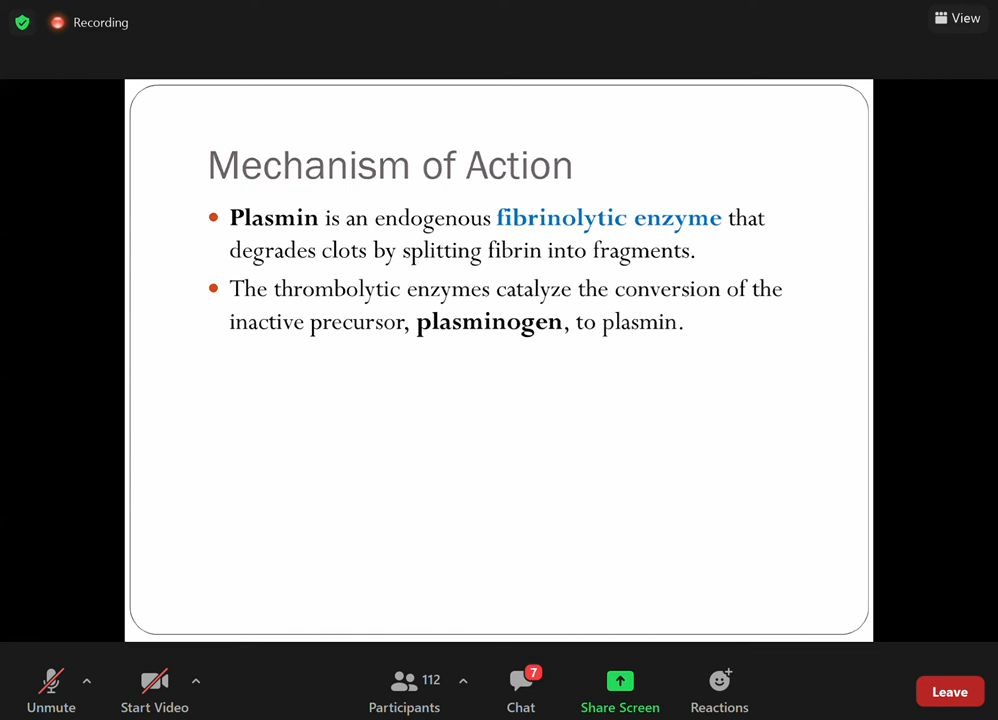 Recording
View
Mechanism of Action
Plasmin is an endogenous fibrinolytic enzyme that
degrades clots by splitting fibrin into fragments.
The thrombolytic enzymes catalyze the conversion of the
inactive precursor, plasminogen, to plasmin.
112
7
Unmute
Start Video
Participants
Chat
Share Screen
Reactions
Leave